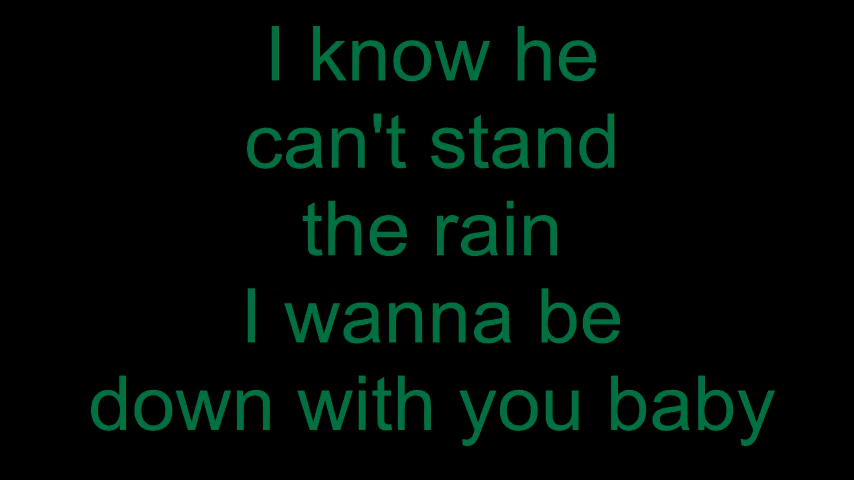 I know he
can't stand
the rain
I wanna be
down with you baby